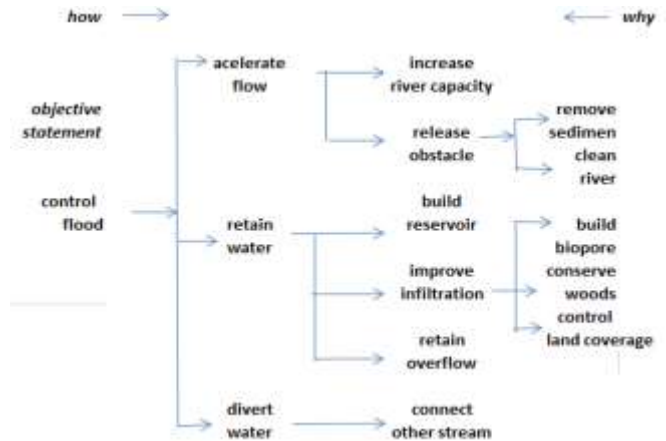 how
why
acelerate
flow
increase
river capacity
objective
statement
release
obstacle
remove
sedimen
clean
river
control
flood
retain
water
build
reservoir
improve
infiltration
retain
overflow
build
biopore
conserve
woods
control
land coverage
divert
water
connect
other stream